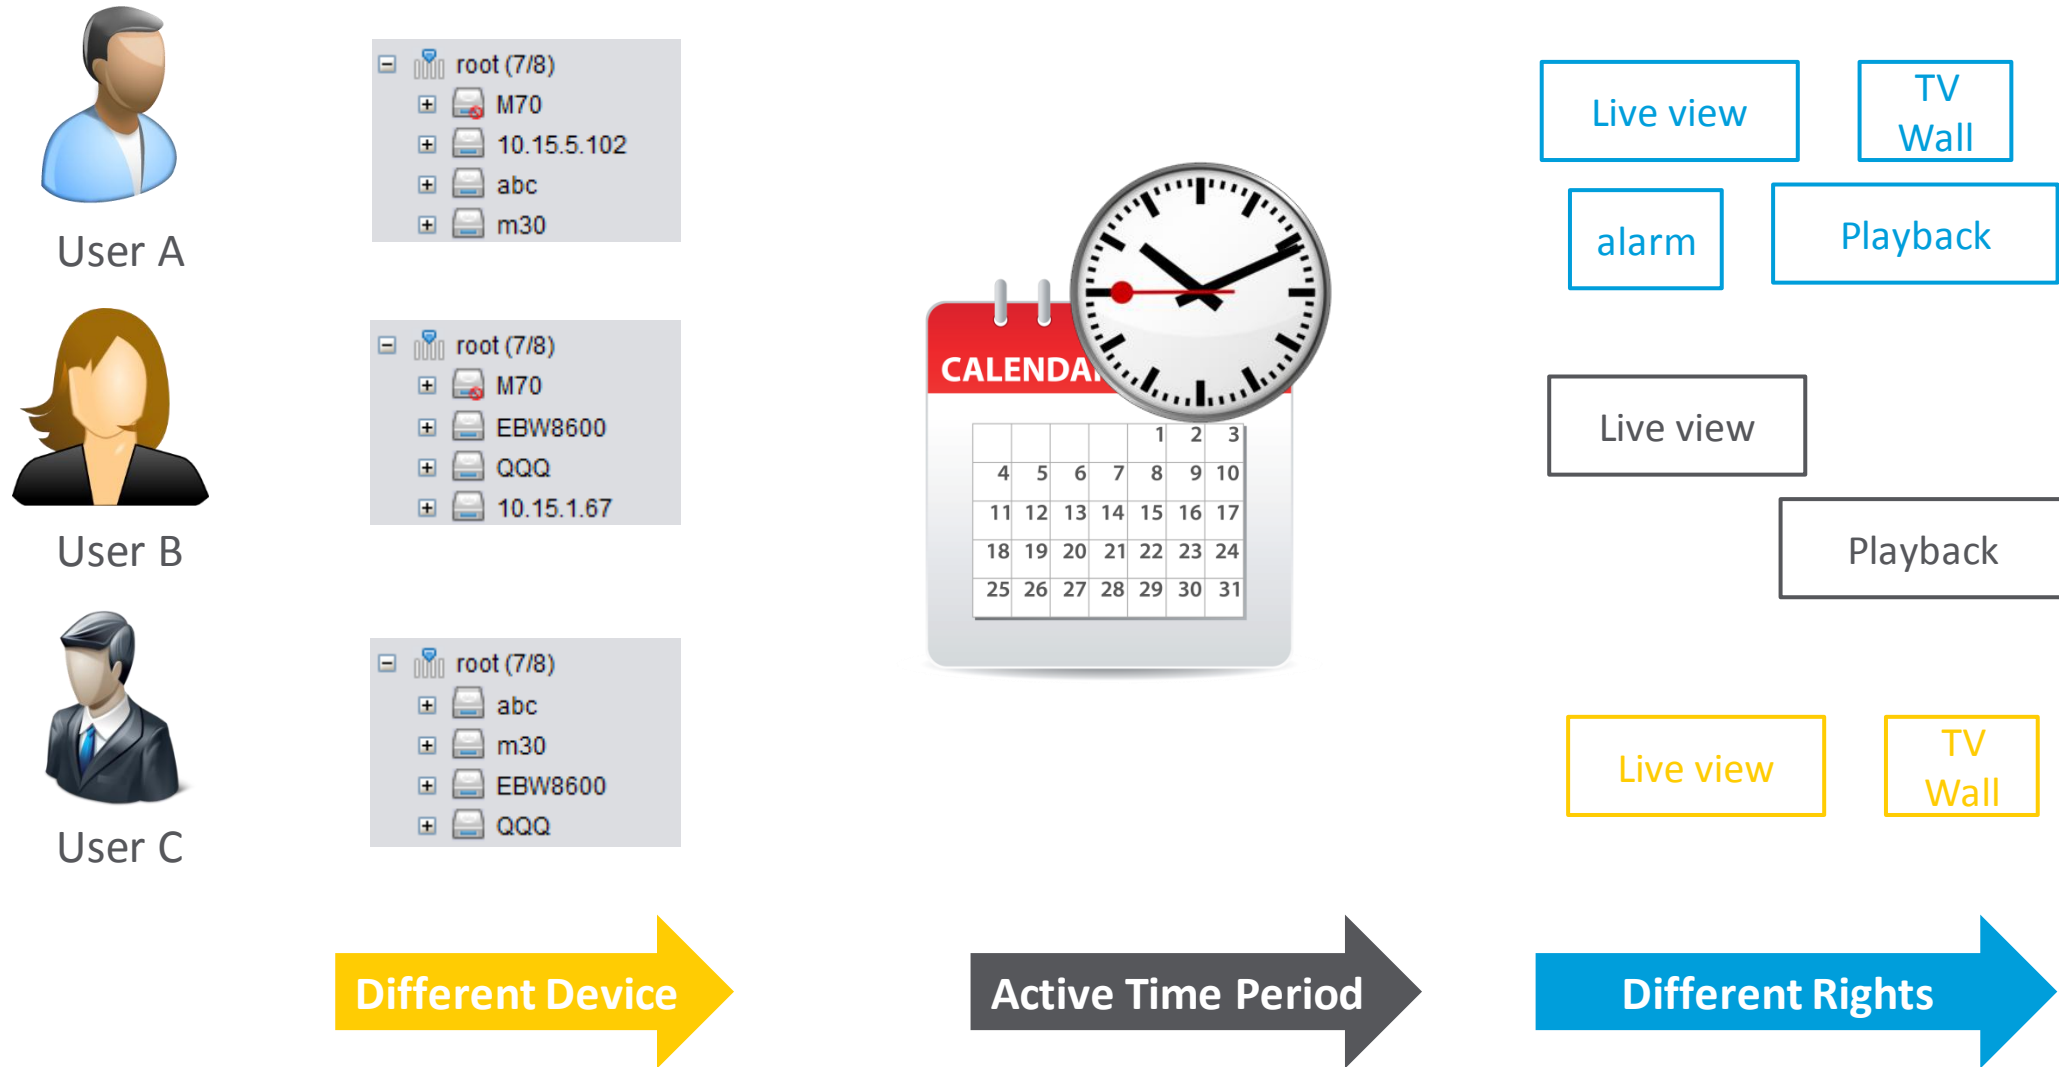 User A
root (7/8)
M70
10.15.5.102
abc
m30
Live view
TV
Wall
alarm
Playback
User B
root (7/8)
M70
EBW8600
QQQ
10.15.1.67
CALENDA
1 2 3
4 5 6 7 8 9 10
11 12 13 14 15 16 17
18 19 20 21 22 23 24
25 26 27 28 29 30 31
Live view
Playback
User C
root (7/8)
abc
m30
EBW8600
QQQ
Live view
TV
Wall
Different Device
Active Time Period
Different Rights